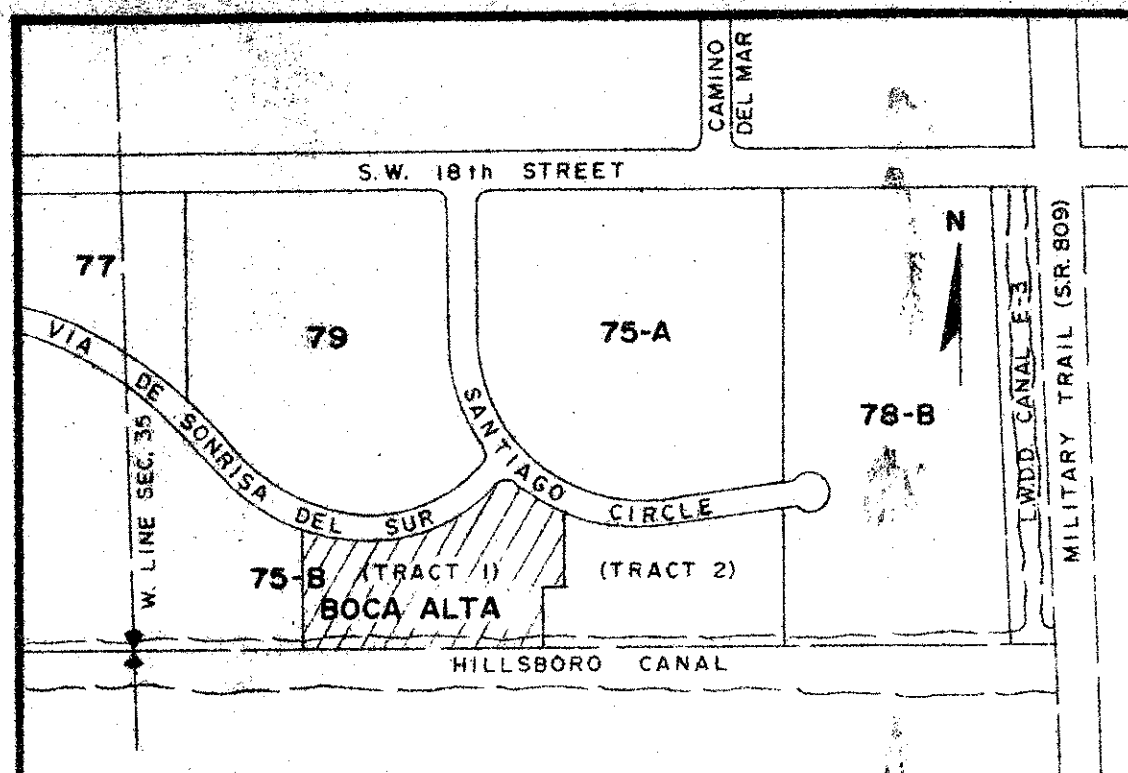 CAMINO
DEL MAR
S.W. 18th STREET
N
77
79
75-A
78-B
VIA DE SONRISA DEL SUR
SANTIAGO CIRCLE
W. LINE SEC. 35
LWDD CANAL E-3
MILITARY TRAIL (S.R. 809)
75-B
(TRACT 1)
(TRACT 2)
BOCA ALTA
HILLSBORO CANAL